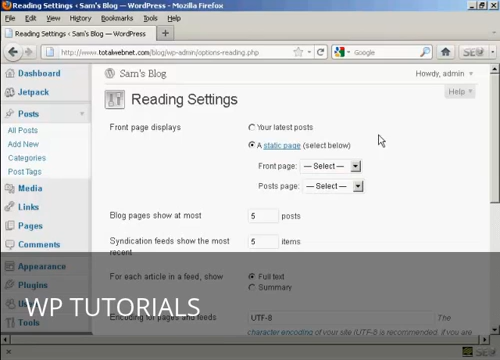 Reading Settings ‹ Sam's Blog — WordPress - Mozilla Firefox
File Edit View History Bookmarks Tools Help
Reading Settings ‹ Sam's Blog — WordPress
http://www.totalwebnet.com/blog/wp-admin/options-reading.php
Google
Dashboard
Jetpack
Posts
All Posts
Add New
Categories
Post Tags
Media
Links
Pages
Comments
Appearance
Plugins
Tools
Sam's Blog
Howdy, admin
Help
Reading Settings
Front page displays
Your latest posts
A static page (select below)
Front page: — Select —
Posts page: — Select —
Blog pages show at most 5 posts
Syndication feeds show the most 5 items
recent
For each article in a feed, show Full text
Summary
Encoding for pages and feeds UTF-8 The
character encoding of your site (UTF-8 is recommended, if you are
WP TUTORIALS